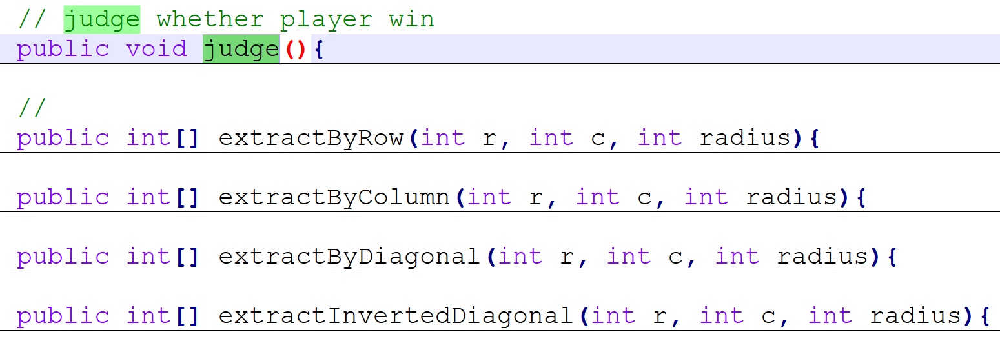 // judge whether player win
public void judge(){
//
public int[] extractByRow(int r, int c, int radius){
public int[] extractByColumn(int r, int c, int radius){
public int[] extractByDiagonal(int r, int c, int radius){
public int[] extractInvertedDiagonal(int r, int c, int radius){